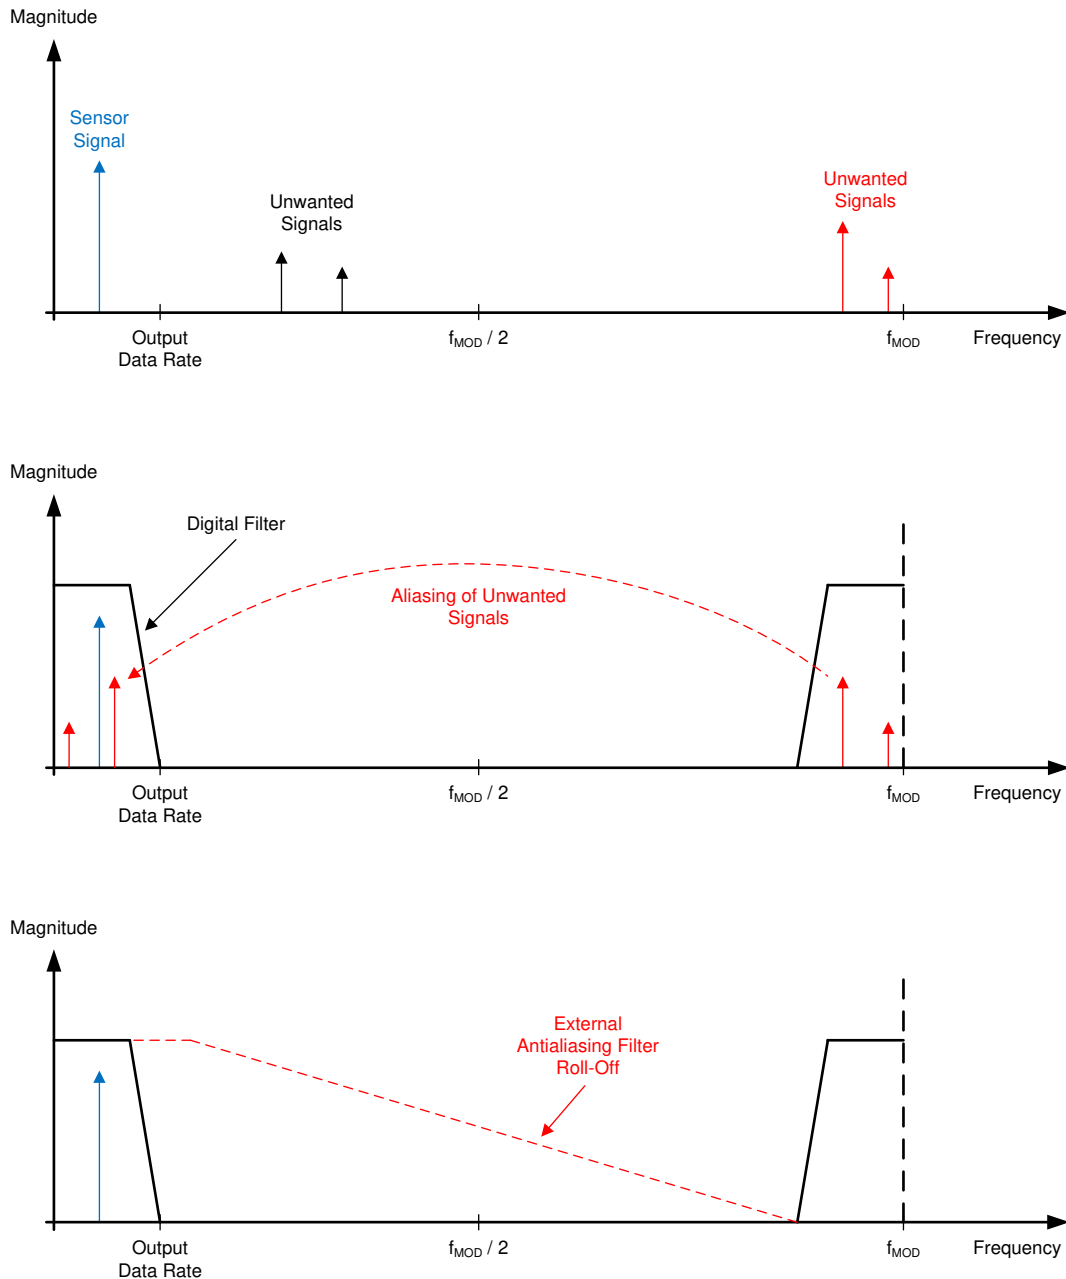 Magnitude
Sensor
Signal
Unwanted
Signals
Unwanted
Signals
Output
Data Rate
fMOD / 2
fMOD
Frequency
Magnitude
Digital Filter
Aliasing of Unwanted
Signals
Output
Data Rate
fMOD / 2
fMOD
Frequency
Magnitude
External
Antialiasing Filter
Roll-Off
Output
Data Rate
fMOD / 2
fMOD
Frequency